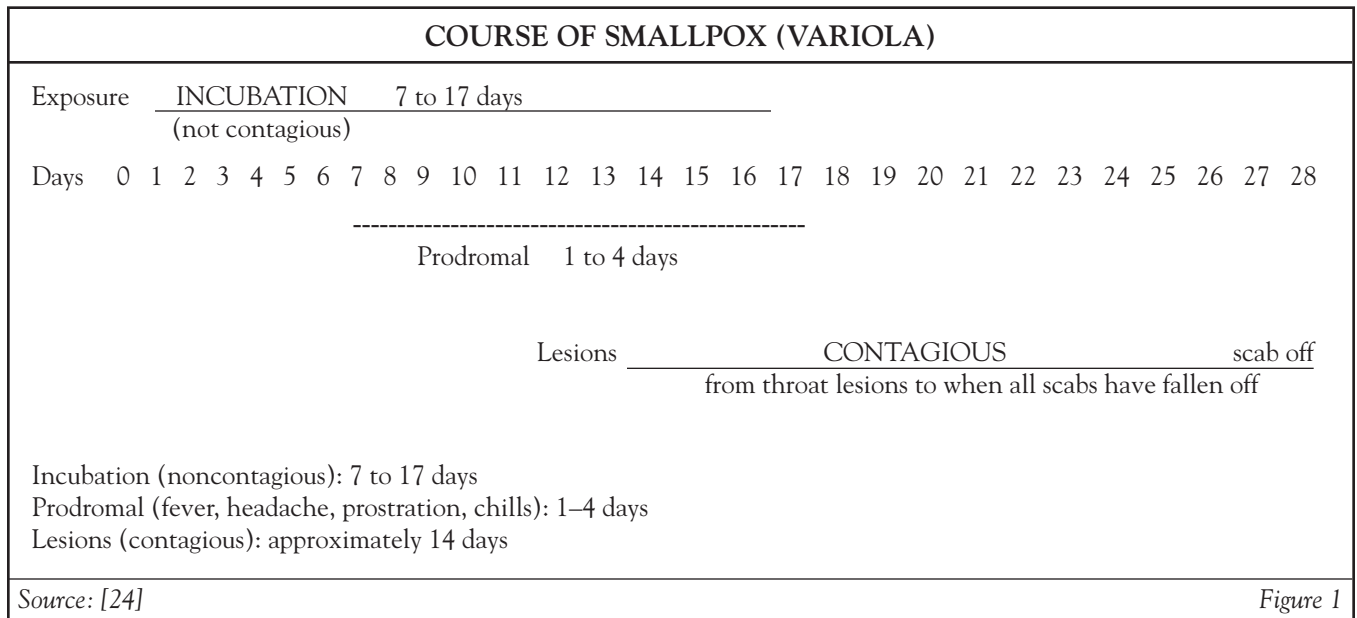 COURSE OF SMALLPOX (VARIOLA)
Exposure INCUBATION 7 to 17 days
(not contagious)
Days 0 1 2 3 4 5 6 7 8 9 10 11 12 13 14 15 16 17 18 19 20 21 22 23 24 25 26 27 28
Prodromal 1 to 4 days
Lesions CONTAGIOUS scab off
from throat lesions to when all scabs have fallen off
Incubation (noncontagious): 7 to 17 days
Prodromal (fever, headache, prostration, chills): 1–4 days
Lesions (contagious): approximately 14 days
Source: [24] Figure 1